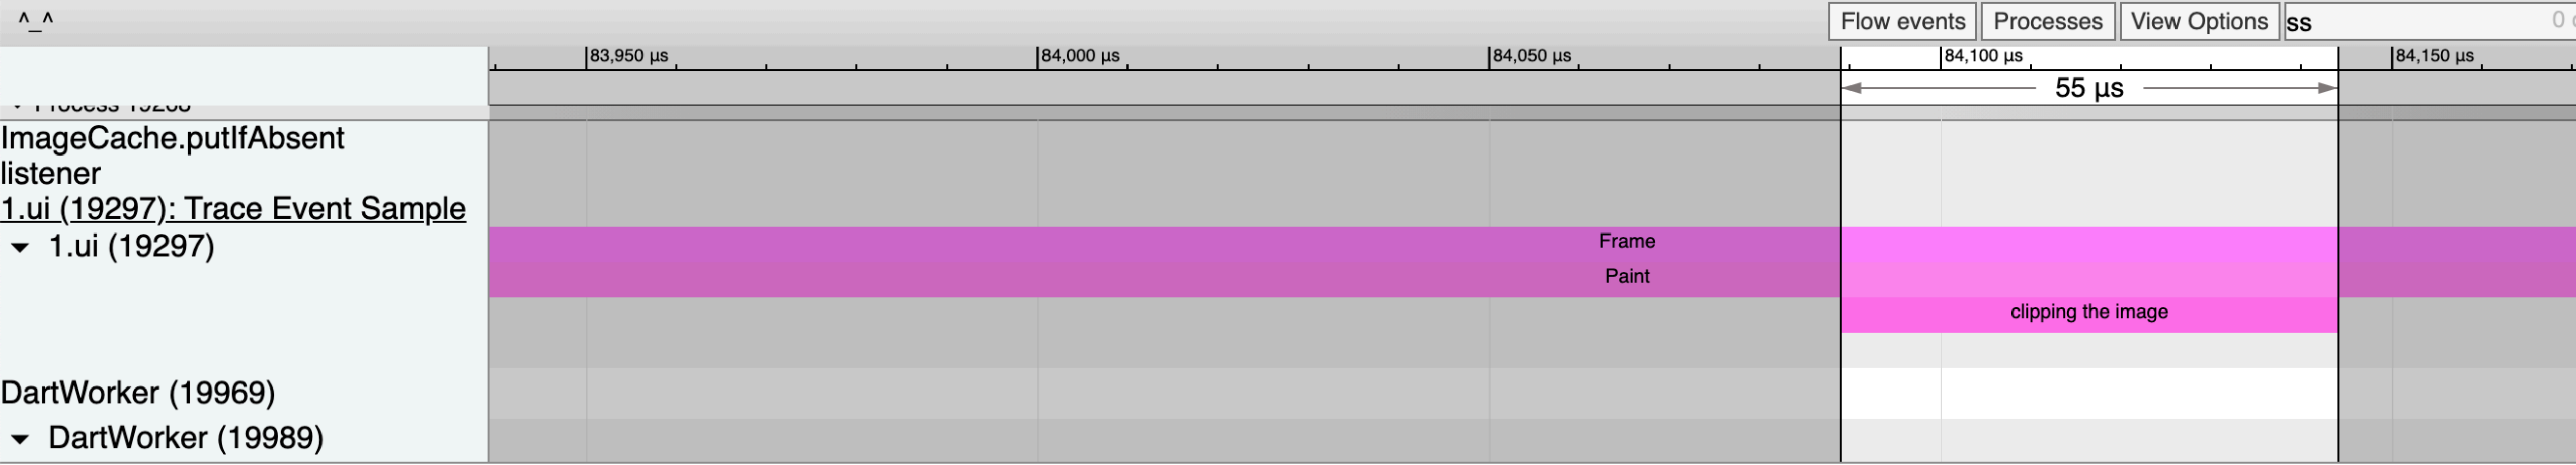 ^_^
Flow events Processes View Options ss 0
83,950 µs 84,000 µs 84,050 µs 84,100 µs 84,150 µs
55 µs
Process
ImageCache.putIfAbsent
listener
1.ui (19297): Trace Event Sample
1.ui (19297)
Frame
Paint
clipping the image
DartWorker (19969)
DartWorker (19989)